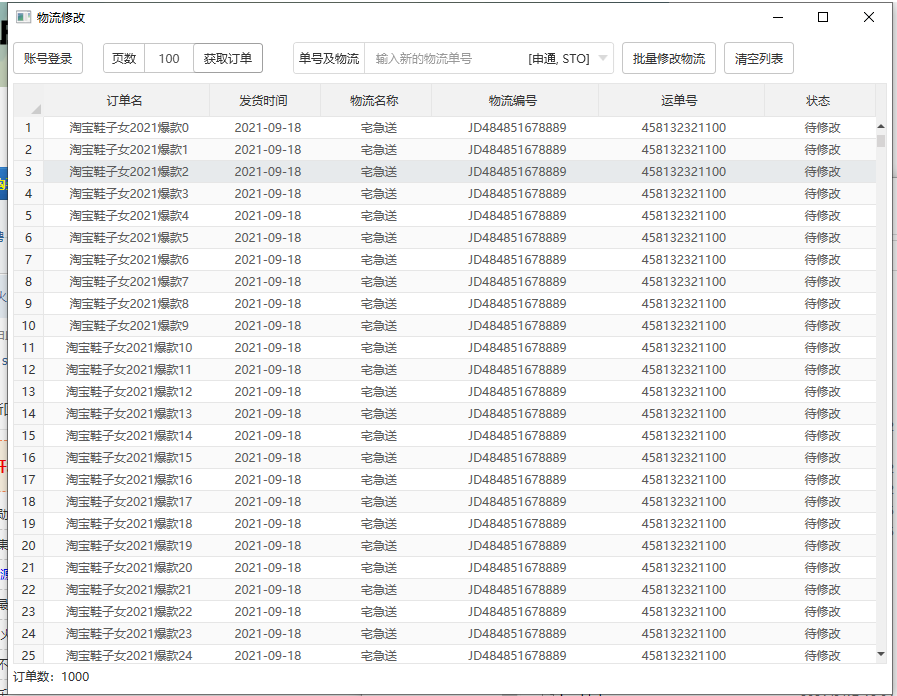 物流修改
账号登录 页数 100 获取订单 单号及物流 输入新的物流单号 [申通, STO] 批量修改物流 清空列表
订单名 发货时间 物流名称 物流编号 运单号 状态
1 淘宝鞋子女2021爆款0 2021-09-18 宅急送 JD484851678889 458132321100 待修改
2 淘宝鞋子女2021爆款1 2021-09-18 宅急送 JD484851678889 458132321100 待修改
3 淘宝鞋子女2021爆款2 2021-09-18 宅急送 JD484851678889 458132321100 待修改
4 淘宝鞋子女2021爆款3 2021-09-18 宅急送 JD484851678889 458132321100 待修改
5 淘宝鞋子女2021爆款4 2021-09-18 宅急送 JD484851678889 458132321100 待修改
6 淘宝鞋子女2021爆款5 2021-09-18 宅急送 JD484851678889 458132321100 待修改
7 淘宝鞋子女2021爆款6 2021-09-18 宅急送 JD484851678889 458132321100 待修改
8 淘宝鞋子女2021爆款7 2021-09-18 宅急送 JD484851678889 458132321100 待修改
9 淘宝鞋子女2021爆款8 2021-09-18 宅急送 JD484851678889 458132321100 待修改
10 淘宝鞋子女2021爆款9 2021-09-18 宅急送 JD484851678889 458132321100 待修改
11 淘宝鞋子女2021爆款10 2021-09-18 宅急送 JD484851678889 458132321100 待修改
12 淘宝鞋子女2021爆款11 2021-09-18 宅急送 JD484851678889 458132321100 待修改
13 淘宝鞋子女2021爆款12 2021-09-18 宅急送 JD484851678889 458132321100 待修改
14 淘宝鞋子女2021爆款13 2021-09-18 宅急送 JD484851678889 458132321100 待修改
15 淘宝鞋子女2021爆款14 2021-09-18 宅急送 JD484851678889 458132321100 待修改
16 淘宝鞋子女2021爆款15 2021-09-18 宅急送 JD484851678889 458132321100 待修改
17 淘宝鞋子女2021爆款16 2021-09-18 宅急送 JD484851678889 458132321100 待修改
18 淘宝鞋子女2021爆款17 2021-09-18 宅急送 JD484851678889 458132321100 待修改
19 淘宝鞋子女2021爆款18 2021-09-18 宅急送 JD484851678889 458132321100 待修改
20 淘宝鞋子女2021爆款19 2021-09-18 宅急送 JD484851678889 458132321100 待修改
21 淘宝鞋子女2021爆款20 2021-09-18 宅急送 JD484851678889 458132321100 待修改
22 淘宝鞋子女2021爆款21 2021-09-18 宅急送 JD484851678889 458132321100 待修改
23 淘宝鞋子女2021爆款22 2021-09-18 宅急送 JD484851678889 458132321100 待修改
24 淘宝鞋子女2021爆款23 2021-09-18 宅急送 JD484851678889 458132321100 待修改
25 淘宝鞋子女2021爆款24 2021-09-18 宅急送 JD484851678889 458132321100 待修改
订单数：1000